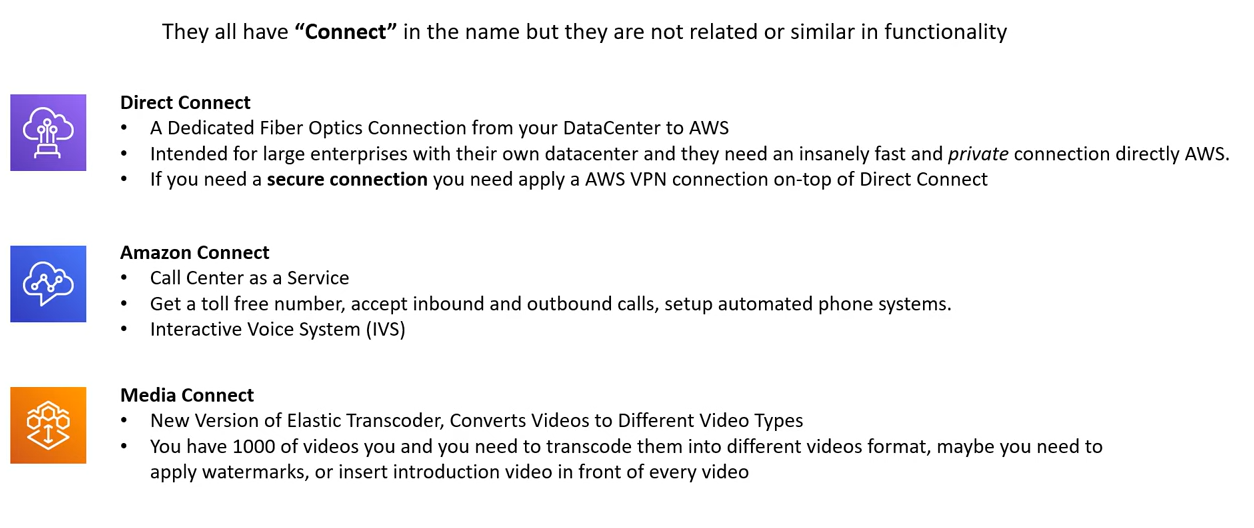 They all have “Connect” in the name but they are not related or similar in functionality
Direct Connect
• A Dedicated Fiber Optics Connection from your DataCenter to AWS
• Intended for large enterprises with their own datacenter and they need an insanely fast and private connection directly AWS.
• If you need a secure connection you need apply a AWS VPN connection on-top of Direct Connect
Amazon Connect
• Call Center as a Service
• Get a toll free number, accept inbound and outbound calls, setup automated phone systems.
• Interactive Voice System (IVS)
Media Connect
• New Version of Elastic Transcoder, Converts Videos to Different Video Types
• You have 1000 of videos you and you need to transcode them into different videos format, maybe you need to
apply watermarks, or insert introduction video in front of every video